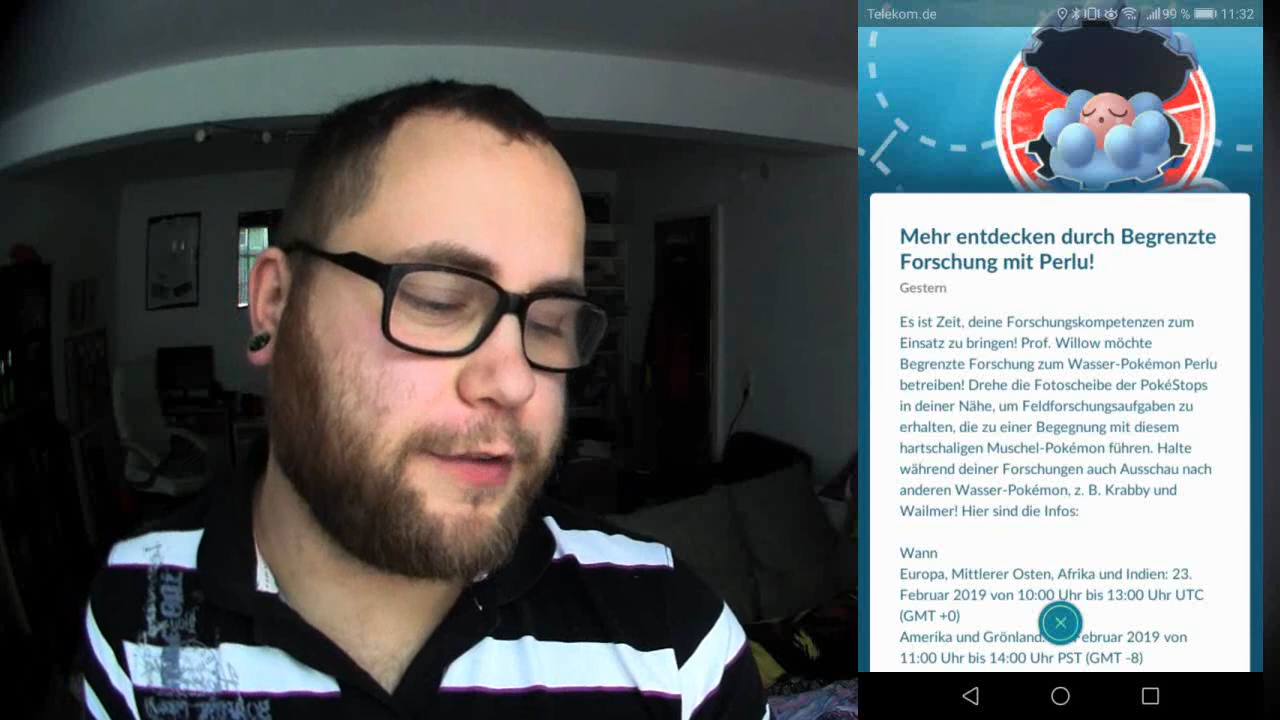 Telekom.de
99 %
11:32
Mehr entdecken durch Begrenzte
Forschung mit Perlu!
Gestern
Es ist Zeit, deine Forschungskompetenzen zum
Einsatz zu bringen! Prof. Willow möchte
Begrenzte Forschung zum Wasser-Pokémon Perlu
betreiben! Drehe die Fotoscheibe der PokéStops
in deiner Nähe, um Feldforschungsaufgaben zu
erhalten, die zu einer Begegnung mit diesem
hartschaligen Muschel-Pokémon führen. Halte
während deiner Forschungen auch Ausschau nach
anderen Wasser-Pokémon, z. B. Krabby und
Wailmer! Hier sind die Infos:
Wann
Europa, Mittlerer Osten, Afrika und Indien: 23.
Februar 2019 von 10:00 Uhr bis 13:00 Uhr UTC
(GMT +0)
Amerika und Grönland: Februar 2019 von
11:00 Uhr bis 14:00 Uhr PST (GMT -8)